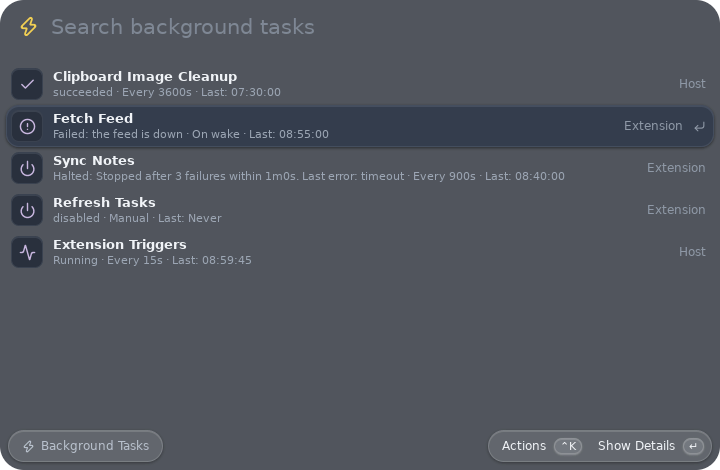 Search background tasks
Clipboard Image Cleanup
succeeded · Every 3600s · Last: 07:30:00
Host
Fetch Feed
Failed: the feed is down · On wake · Last: 08:55:00
Extension ↵
Sync Notes
Halted: Stopped after 3 failures within 1m0s. Last error: timeout · Every 900s · Last: 08:40:00
Extension
Refresh Tasks
disabled · Manual · Last: Never
Extension
Extension Triggers
Running · Every 15s · Last: 08:59:45
Host
Background Tasks
Actions ⌃K Show Details ↵